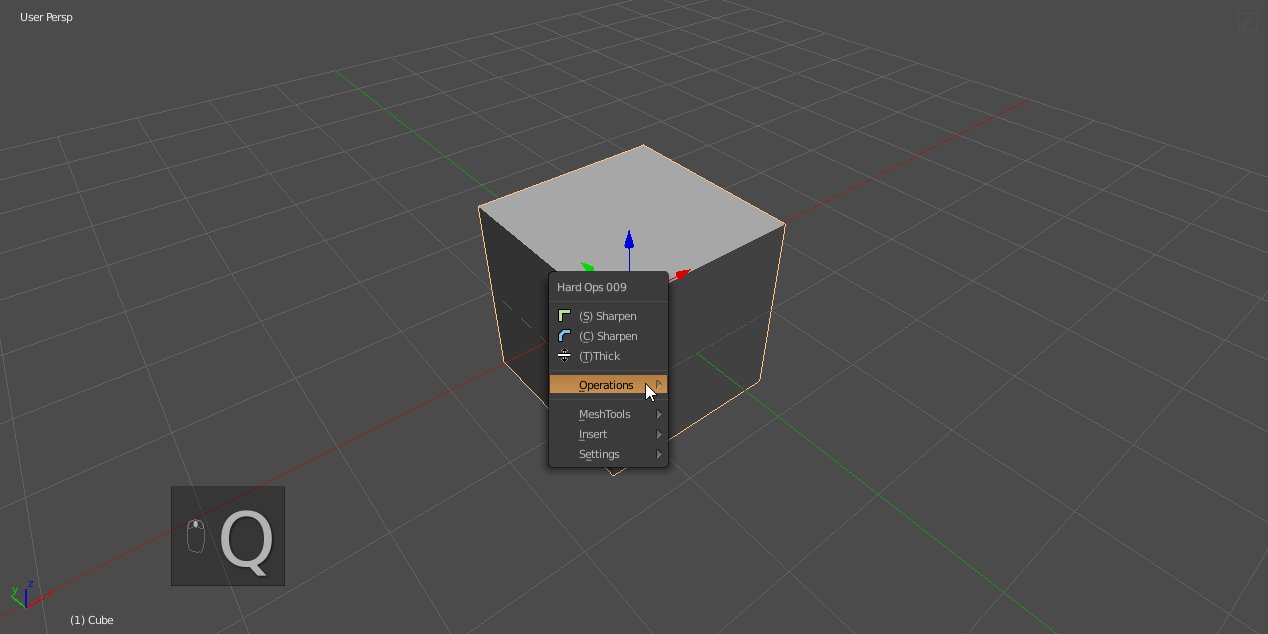 User Persp
Hard Ops 009
(S) Sharpen
(C) Sharpen
(T)Thick
Operations
MeshTools
Insert
Settings
Q
y z x
(1) Cube